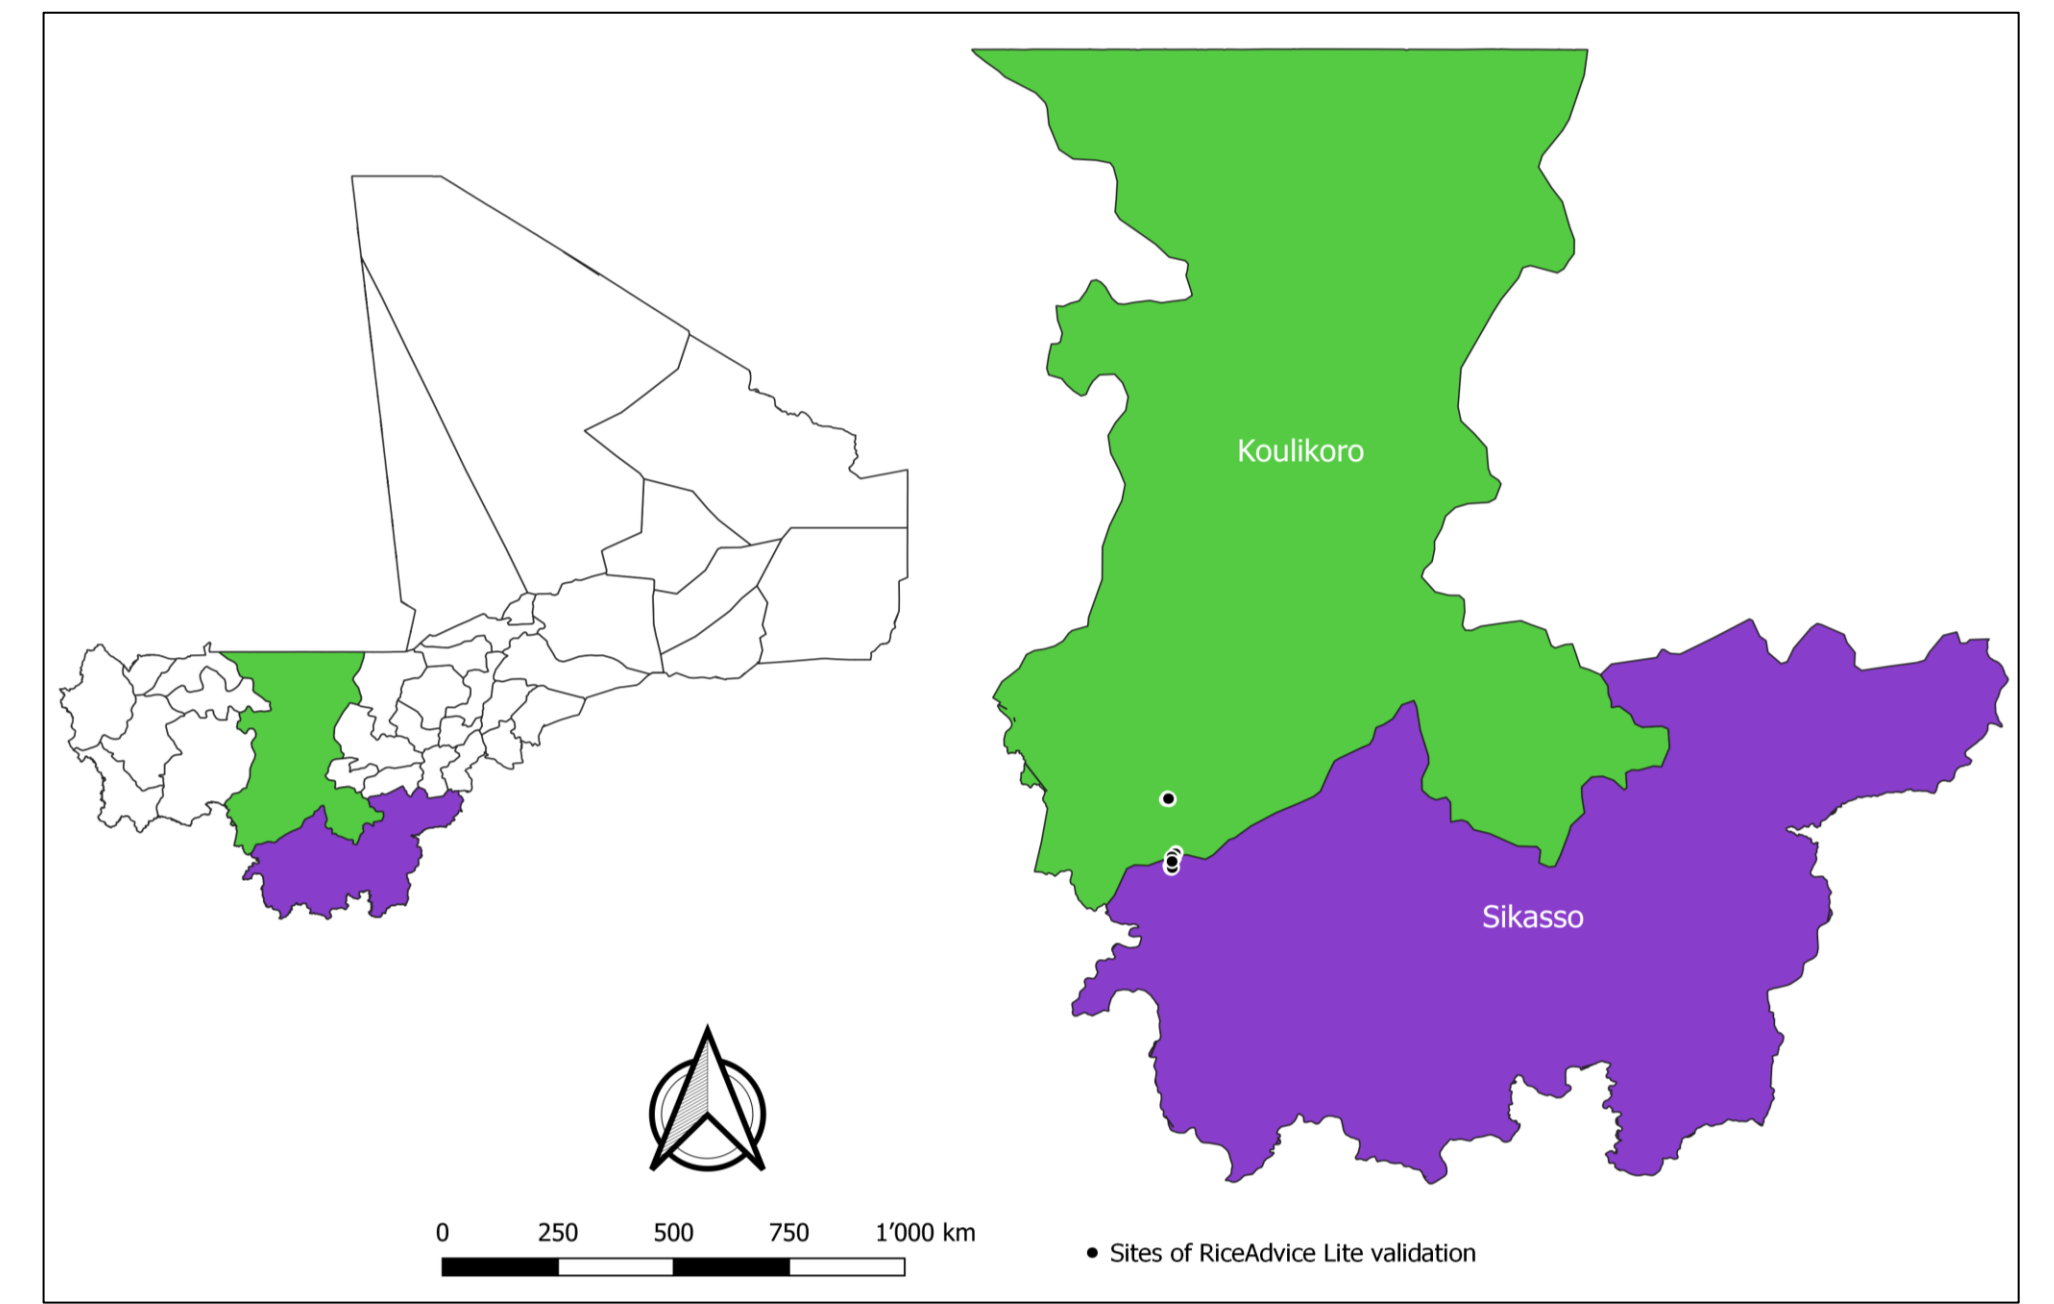 Koulikoro
Sikasso
0 250 500 750 1’000 km
Sites of RiceAdvice Lite validation